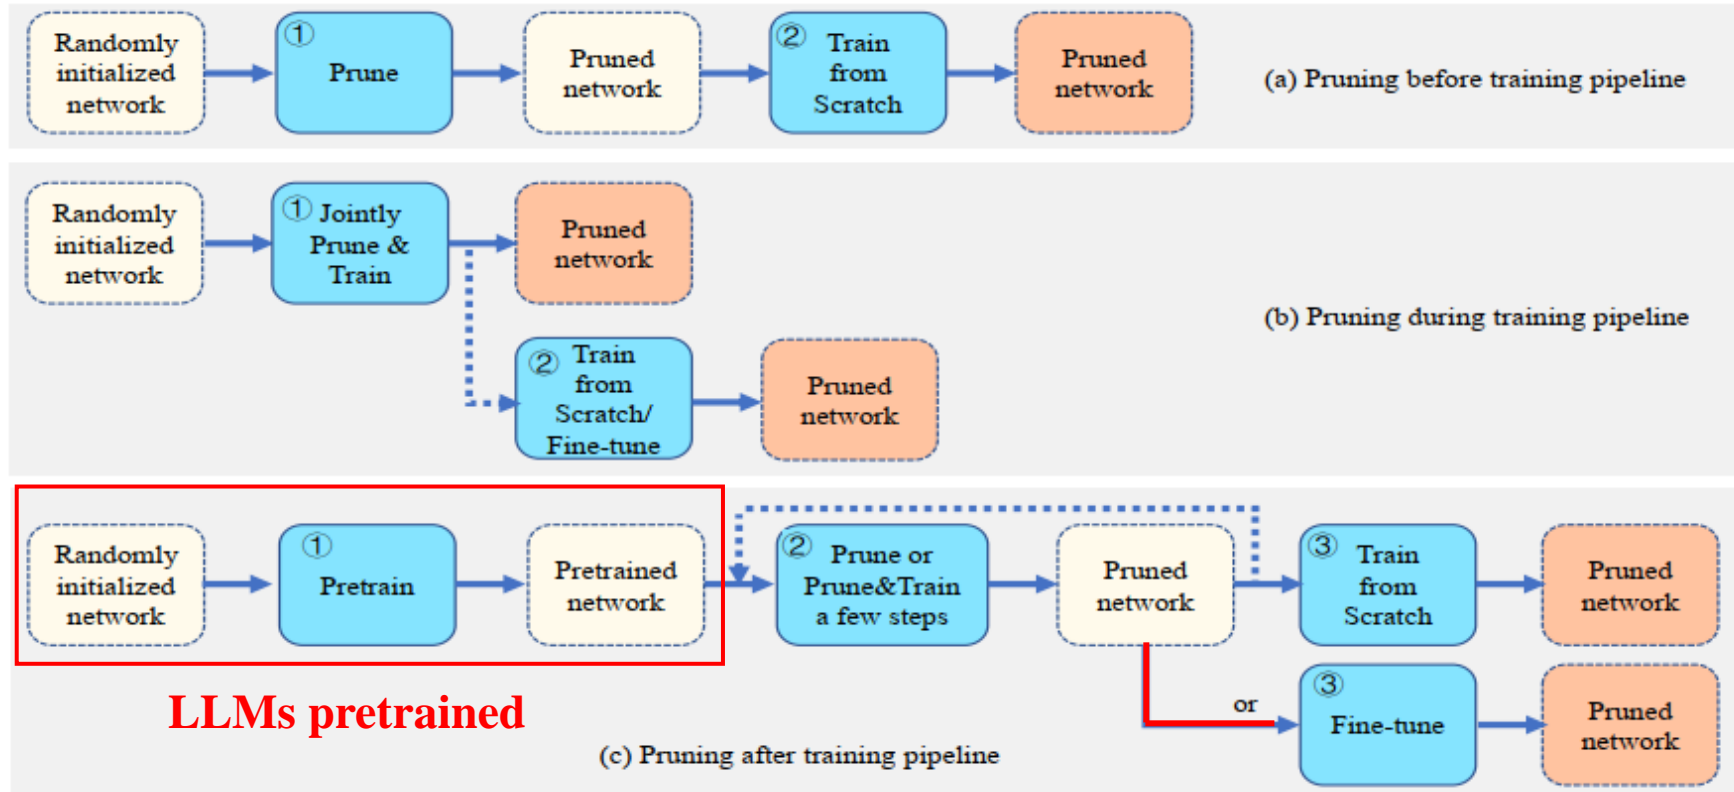 Randomly
initialized
network
①
Prune
Pruned
network
② Train
from
Scratch
Pruned
network
(a) Pruning before training pipeline
Randomly
initialized
network
① Jointly
Prune &
Train
Pruned
network
② Train
from
Scratch/
Fine-tune
Pruned
network
(b) Pruning during training pipeline
Randomly
initialized
network
①
Pretrain
Pretrained
network
② Prune or
Prune&Train
a few steps
Pruned
network
③ Train
from
Scratch
Pruned
network
LLMs pretrained
or
③
Fine-tune
Pruned
network
(c) Pruning after training pipeline